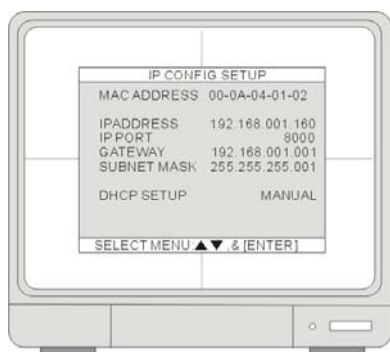 IP CONFIG SETUP
MAC ADDRESS 00-0A-04-01-02
IPADDRESS 192.168.001.160
IP PORT 8000
GATEWAY 192.168.001.001
SUBNET MASK 255.255.255.001
DHCP SETUP MANUAL
SELECT MENU:▲▼,& [ENTER]